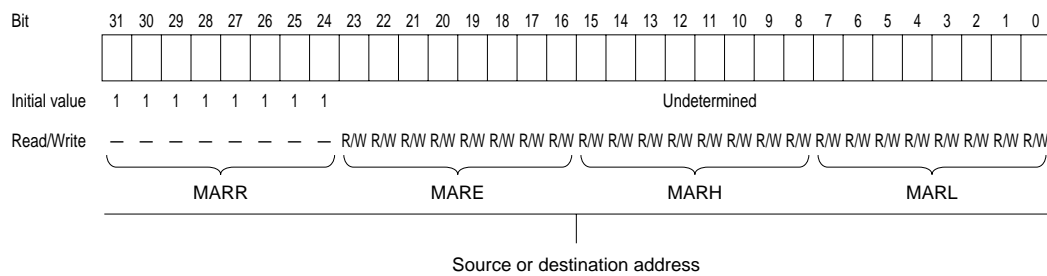 Bit 31 30 29 28 27 26 25 24 23 22 21 20 19 18 17 16 15 14 13 12 11 10 9 8 7 6 5 4 3 2 1 0
Initial value 1 1 1 1 1 1 1 1 Undetermined
Read/Write — — — — — — — — R/W R/W R/W R/W R/W R/W R/W R/W R/W R/W R/W R/W R/W R/W R/W R/W R/W R/W R/W R/W R/W R/W R/W R/W
MARR MARE MARH MARL
Source or destination address